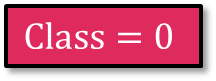 Class = 0